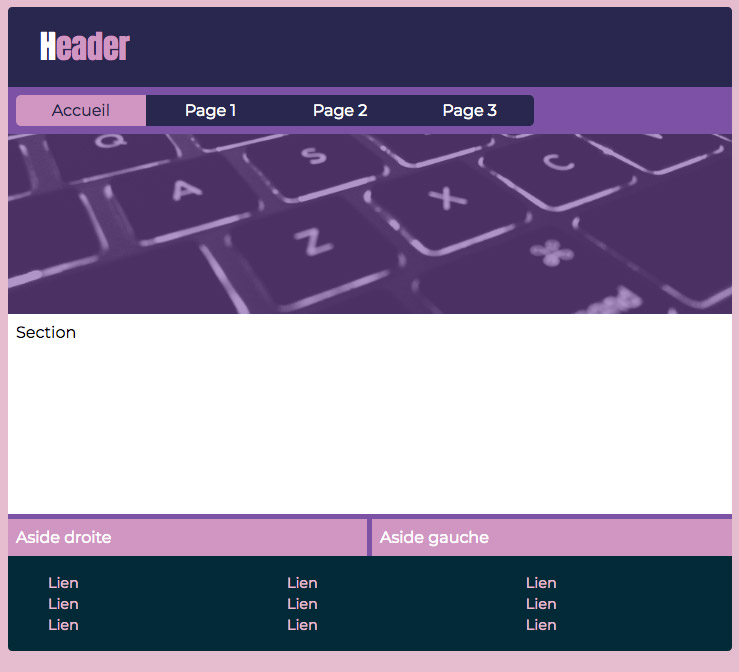 Header
Accueil Page 1 Page 2 Page 3
Q
A S
Z X C
Section
Aside droite Aside gauche
Lien Lien Lien
Lien Lien Lien
Lien Lien Lien